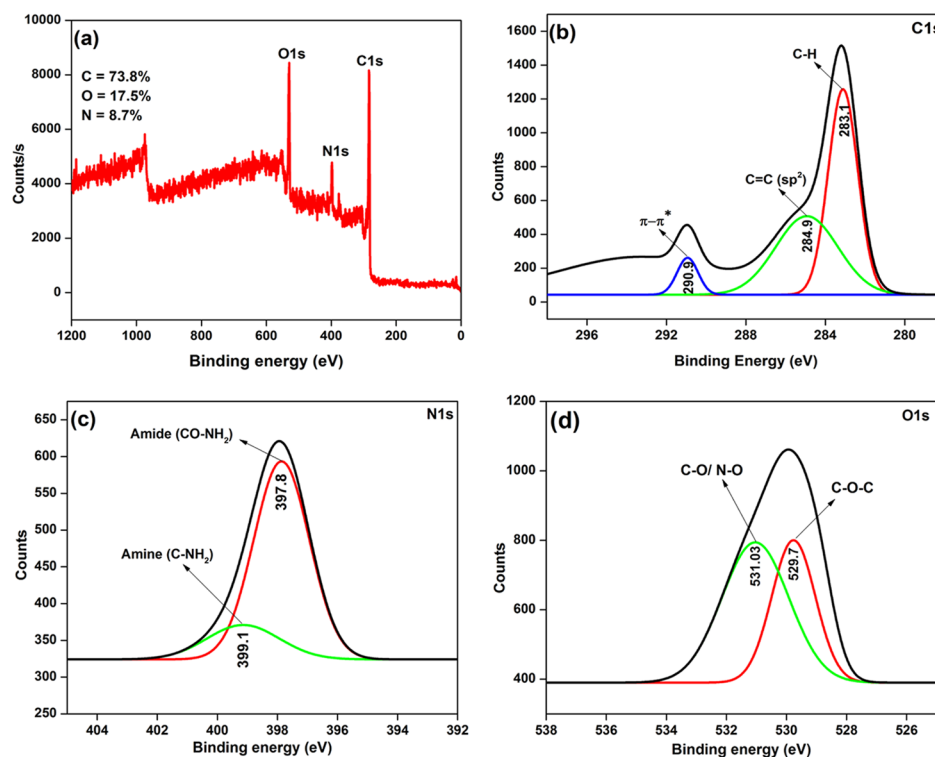 (a)
C = 73.8%
O = 17.5%
N = 8.7%
O1s
C1s
N1s
Counts/s
10000
8000
6000
4000
2000
0
1200 1000 800 600 400 200 0
Binding energy (eV)
(b)
C1s
C-H
283.1
C=C (sp²)
284.9
π–π*
290.9
Counts
1600
1400
1200
1000
800
600
400
200
0
296 292 288 284 280
Binding Energy (eV)
(c)
N1s
Amide (CO-NH₂)
397.8
Amine (C-NH₂)
399.1
Counts
650
600
550
500
450
400
350
300
250
404 402 400 398 396 394 392
Binding energy (eV)
(d)
O1s
C-O/ N-O
C-O-C
531.03
529.7
Counts
1200
1000
800
600
400
538 536 534 532 530 528 526
Binding energy (eV)